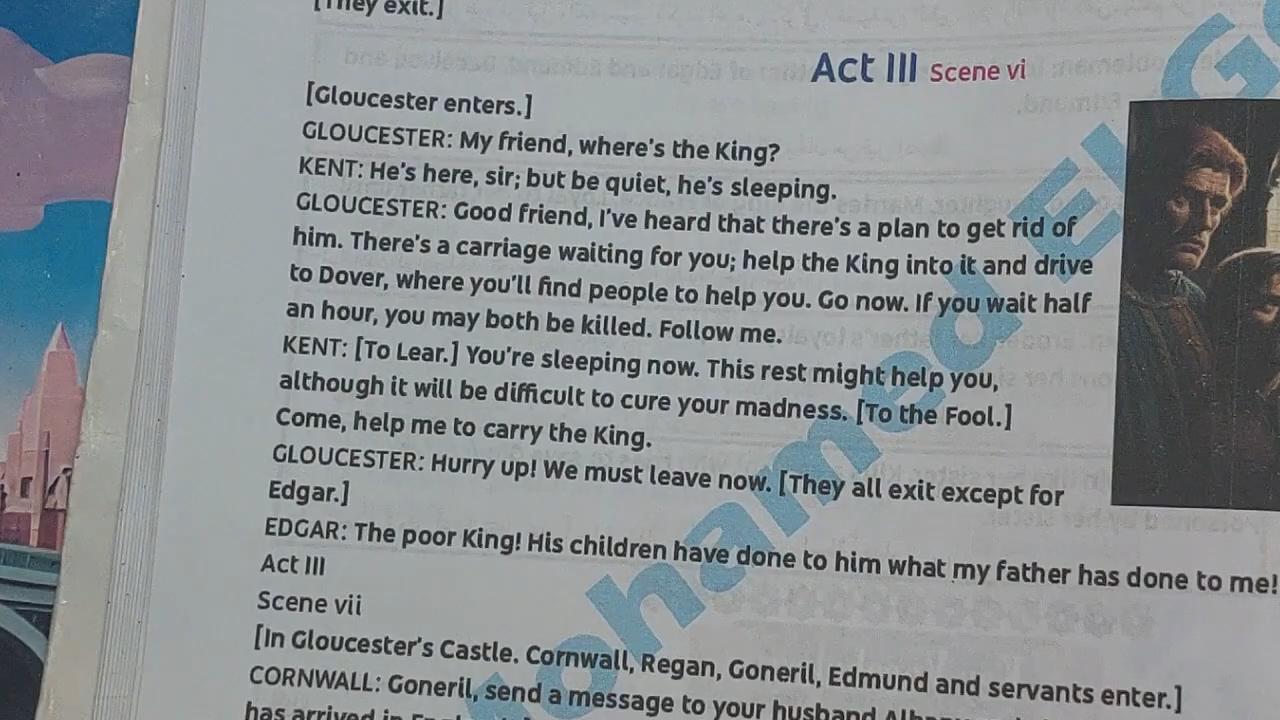 [They exit.]
Act III Scene vi
[Gloucester enters.]
GLOUCESTER: My friend, where's the King?
KENT: He's here, sir; but be quiet, he's sleeping.
GLOUCESTER: Good friend, I've heard that there's a plan to get rid of
him. There's a carriage waiting for you; help the King into it and drive
to Dover, where you'll find people to help you. Go now. If you wait half
an hour, you may both be killed. Follow me.
KENT: [To Lear.] You're sleeping now. This rest might help you,
although it will be difficult to cure your madness. [To the Fool.]
Come, help me to carry the King.
GLOUCESTER: Hurry up! We must leave now. [They all exit except for
Edgar.]
EDGAR: The poor King! His children have done to him what my father has done to me!
Act III
Scene vii
[In Gloucester's Castle. Cornwall, Regan, Goneril, Edmund and servants enter.]
CORNWALL: Goneril, send a message to your husband
has arrived in